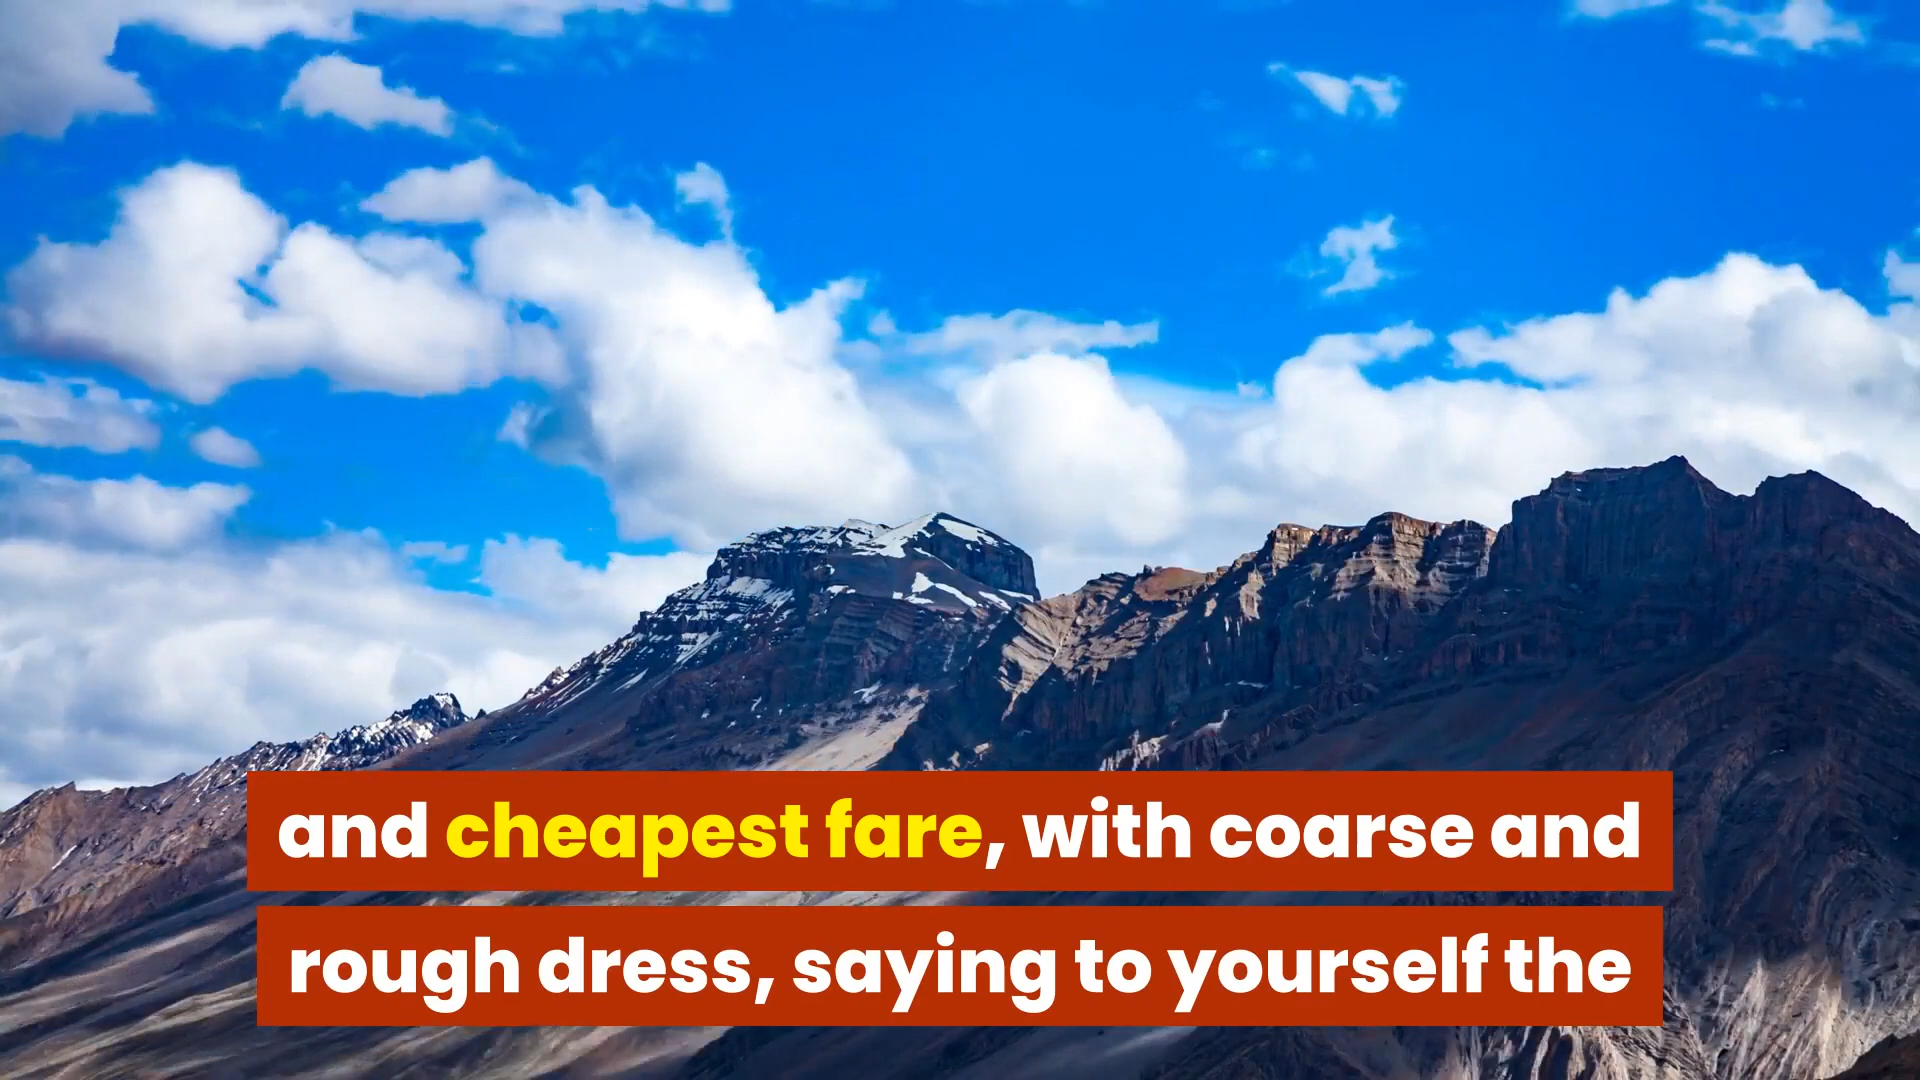 and cheapest fare, with coarse and
rough dress, saying to yourself the